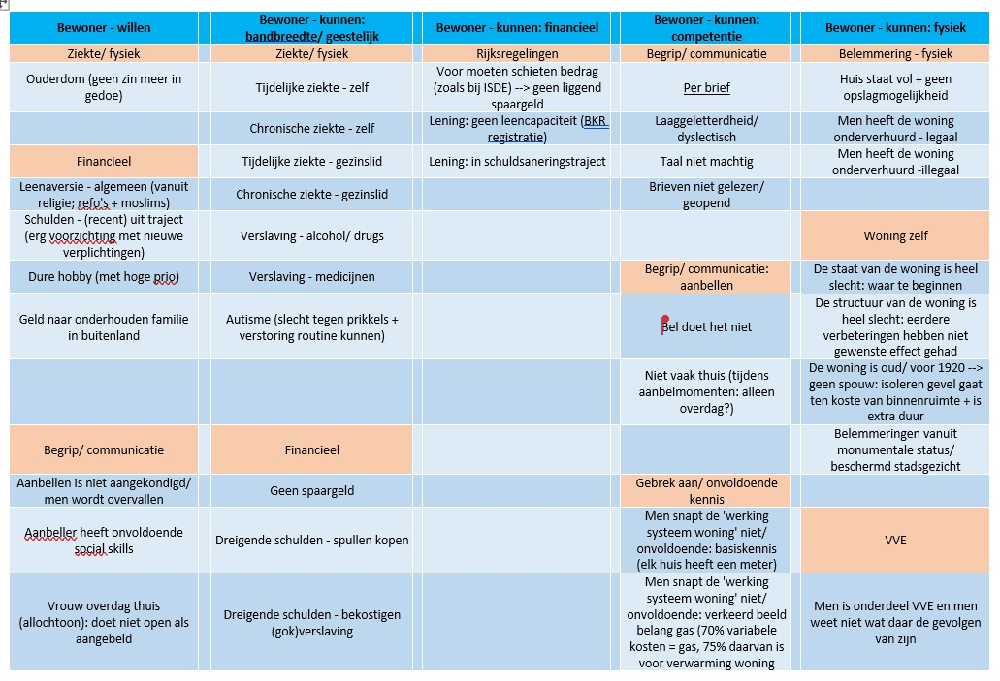 Bewoner - willen
Bewoner - kunnen:
bandbreedte/ geestelijk
Bewoner - kunnen: financieel
Bewoner - kunnen:
competentie
Bewoner - kunnen: fysiek
Ziekte/ fysiek
Ziekte/ fysiek
Rijksregelingen
Begrip/ communicatie
Belemmering - fysiek
Ouderdom (geen zin meer in
gedoe)
Tijdelijke ziekte - zelf
Voor moeten schieten bedrag
(zoals bij ISDE) --> geen liggend
spaargeld
Per brief
Huis staat vol + geen
opslagmogelijkheid
Chronische ziekte - zelf
Lening: geen leencapaciteit (BKR
registratie)
Laaggeletterdheid/
dyslectisch
Men heeft de woning
onderverhuurd - legaal
Financieel
Tijdelijke ziekte - gezinslid
Lening: in schuldsaneringstraject
Taal niet machtig
Men heeft de woning
onderverhuurd -illegaal
Leenaversie - algemeen (vanuit
religie; refo's + moslims)
Chronische ziekte - gezinslid
Brieven niet gelezen/
geopend
Schulden - (recent) uit traject
(erg voorzichting met nieuwe
verplichtingen)
Verslaving - alcohol/ drugs
Woning zelf
Dure hobby (met hoge prio)
Verslaving - medicijnen
Begrip/ communicatie:
aanbellen
De staat van de woning is heel
slecht: waar te beginnen
Geld naar onderhouden familie
in buitenland
Autisme (slecht tegen prikkels +
verstoring routine kunnen)
Bel doet het niet
De structuur van de woning is
heel slecht: eerdere
verbeteringen hebben niet
gewenste effect gehad
Niet vaak thuis (tijdens
aanbelmomenten: alleen
overdag?)
De woning is oud/ voor 1920 -->
geen spouw: isoleren gevel gaat
ten koste van binnenruimte + is
extra duur
Begrip/ communicatie
Financieel
Belemmeringen vanuit
monumentale status/
beschermd stadsgezicht
Aanbellen is niet aangekondigd/
men wordt overvallen
Geen spaargeld
Gebrek aan/ onvoldoende
kennis
Aanbeller heeft onvoldoende
social skills
Dreigende schulden - spullen kopen
Men snapt de 'werking
systeem woning' niet/
onvoldoende: basiskennis
(elk huis heeft een meter)
VVE
Vrouw overdag thuis
(allochtoon): doet niet open als
aangebeld
Dreigende schulden - bekostigen
(gok)verslaving
Men snapt de 'werking
systeem woning' niet/
onvoldoende: verkeerd beeld
belang gas (70% variabele
kosten = gas, 75% daarvan is
voor verwarming woning
Men is onderdeel VVE en men
weet niet wat daar de gevolgen
van zijn